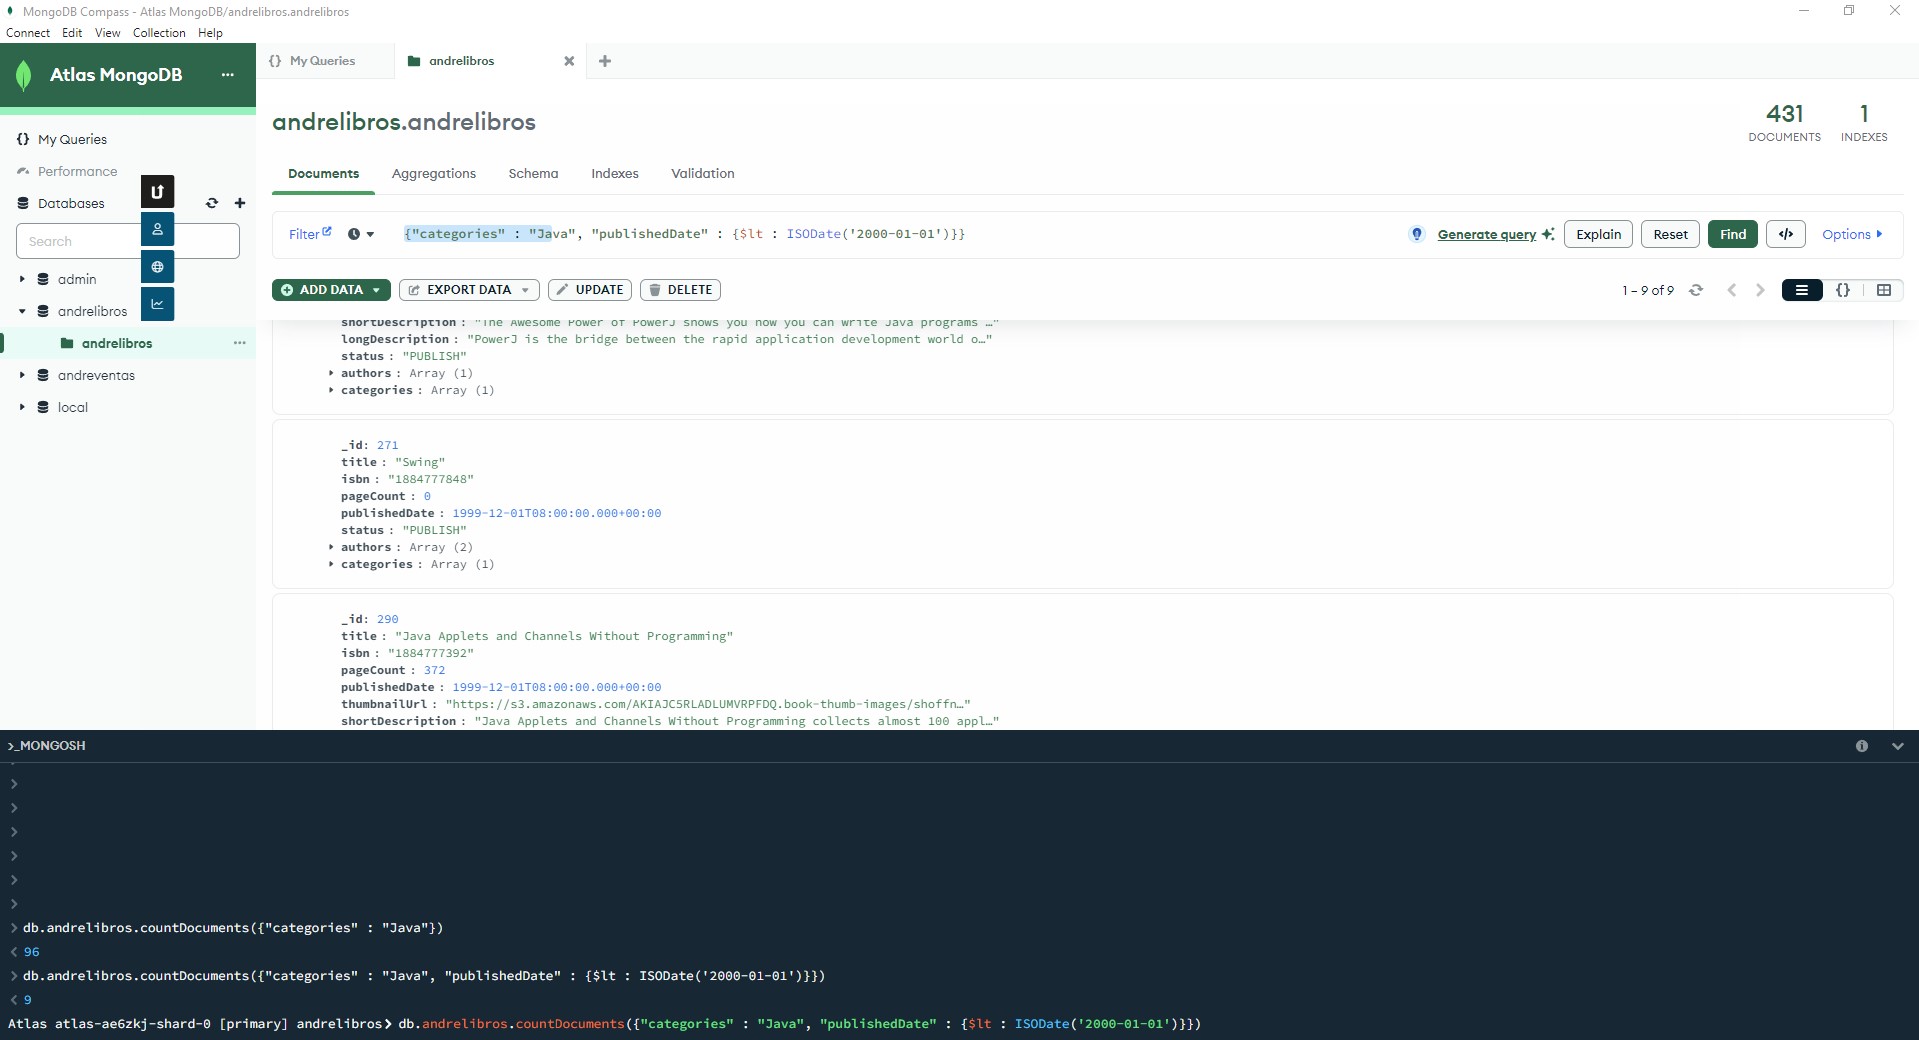 MongoDB Compass - Atlas MongoDB/andrelibros.andrelibros
Connect Edit View Collection Help
Atlas MongoDB ...
{} My Queries
andrelibros
{} My Queries
Performance
Databases
Search
admin
andrelibros
andrelibros ...
andreventas
local
andrelibros.andrelibros
431
DOCUMENTS
1
INDEXES
Documents Aggregations Schema Indexes Validation
Filter {"categories" : "Java", "publishedDate" : {$lt : ISODate('2000-01-01')}} Generate query Explain Reset Find </> Options
ADD DATA EXPORT DATA UPDATE DELETE 1 – 9 of 9 {}
shortDescription : "The Awesome Power of PowerJ shows you how you can write Java programs …"
longDescription : "PowerJ is the bridge between the rapid application development world o…"
status : "PUBLISH"
authors : Array (1)
categories : Array (1)
_id: 271
title : "Swing"
isbn : "1884777848"
pageCount : 0
publishedDate : 1999-12-01T08:00:00.000+00:00
status : "PUBLISH"
authors : Array (2)
categories : Array (1)
_id: 290
title : "Java Applets and Channels Without Programming"
isbn : "1884777392"
pageCount : 372
publishedDate : 1999-12-01T08:00:00.000+00:00
thumbnailUrl : "https://s3.amazonaws.com/AKIAJC5RLADLUMVRPFDQ.book-thumb-images/shoffn…"
shortDescription : "Java Applets and Channels Without Programming collects almost 100 appl…"
>_MONGOSH
>
>
>
>
>
>
> db.andrelibros.countDocuments({"categories" : "Java"})
< 96
> db.andrelibros.countDocuments({"categories" : "Java", "publishedDate" : {$lt : ISODate('2000-01-01')}})
< 9
Atlas atlas-ae6zkj-shard-0 [primary] andrelibros> db.andrelibros.countDocuments({"categories" : "Java", "publishedDate" : {$lt : ISODate('2000-01-01')}})